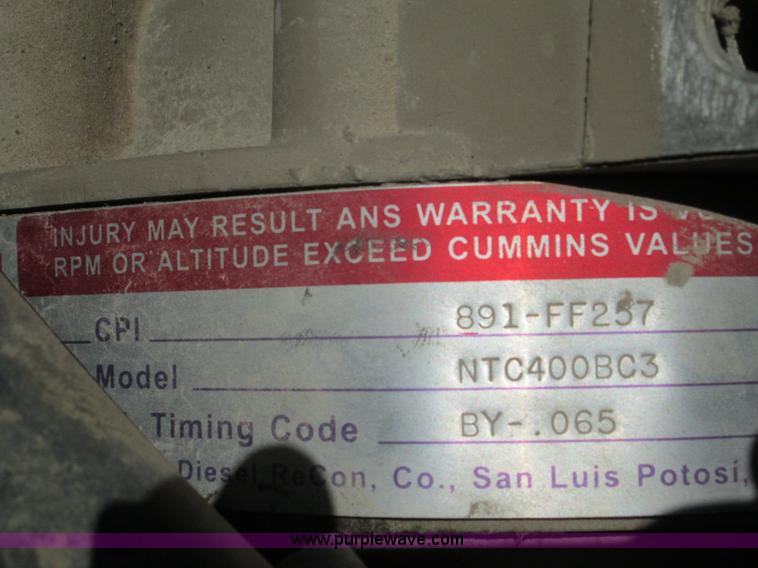 INJURY MAY RESULT ANS WARRANTY IS
RPM OR ALTITUDE EXCEED CUMMINS VALUES
CPI 891-FF257
Model NTC400BC3
Timing Code BY-.065
Diesel ReCon, Co., San Luis Potosí,
www.purplewave.com